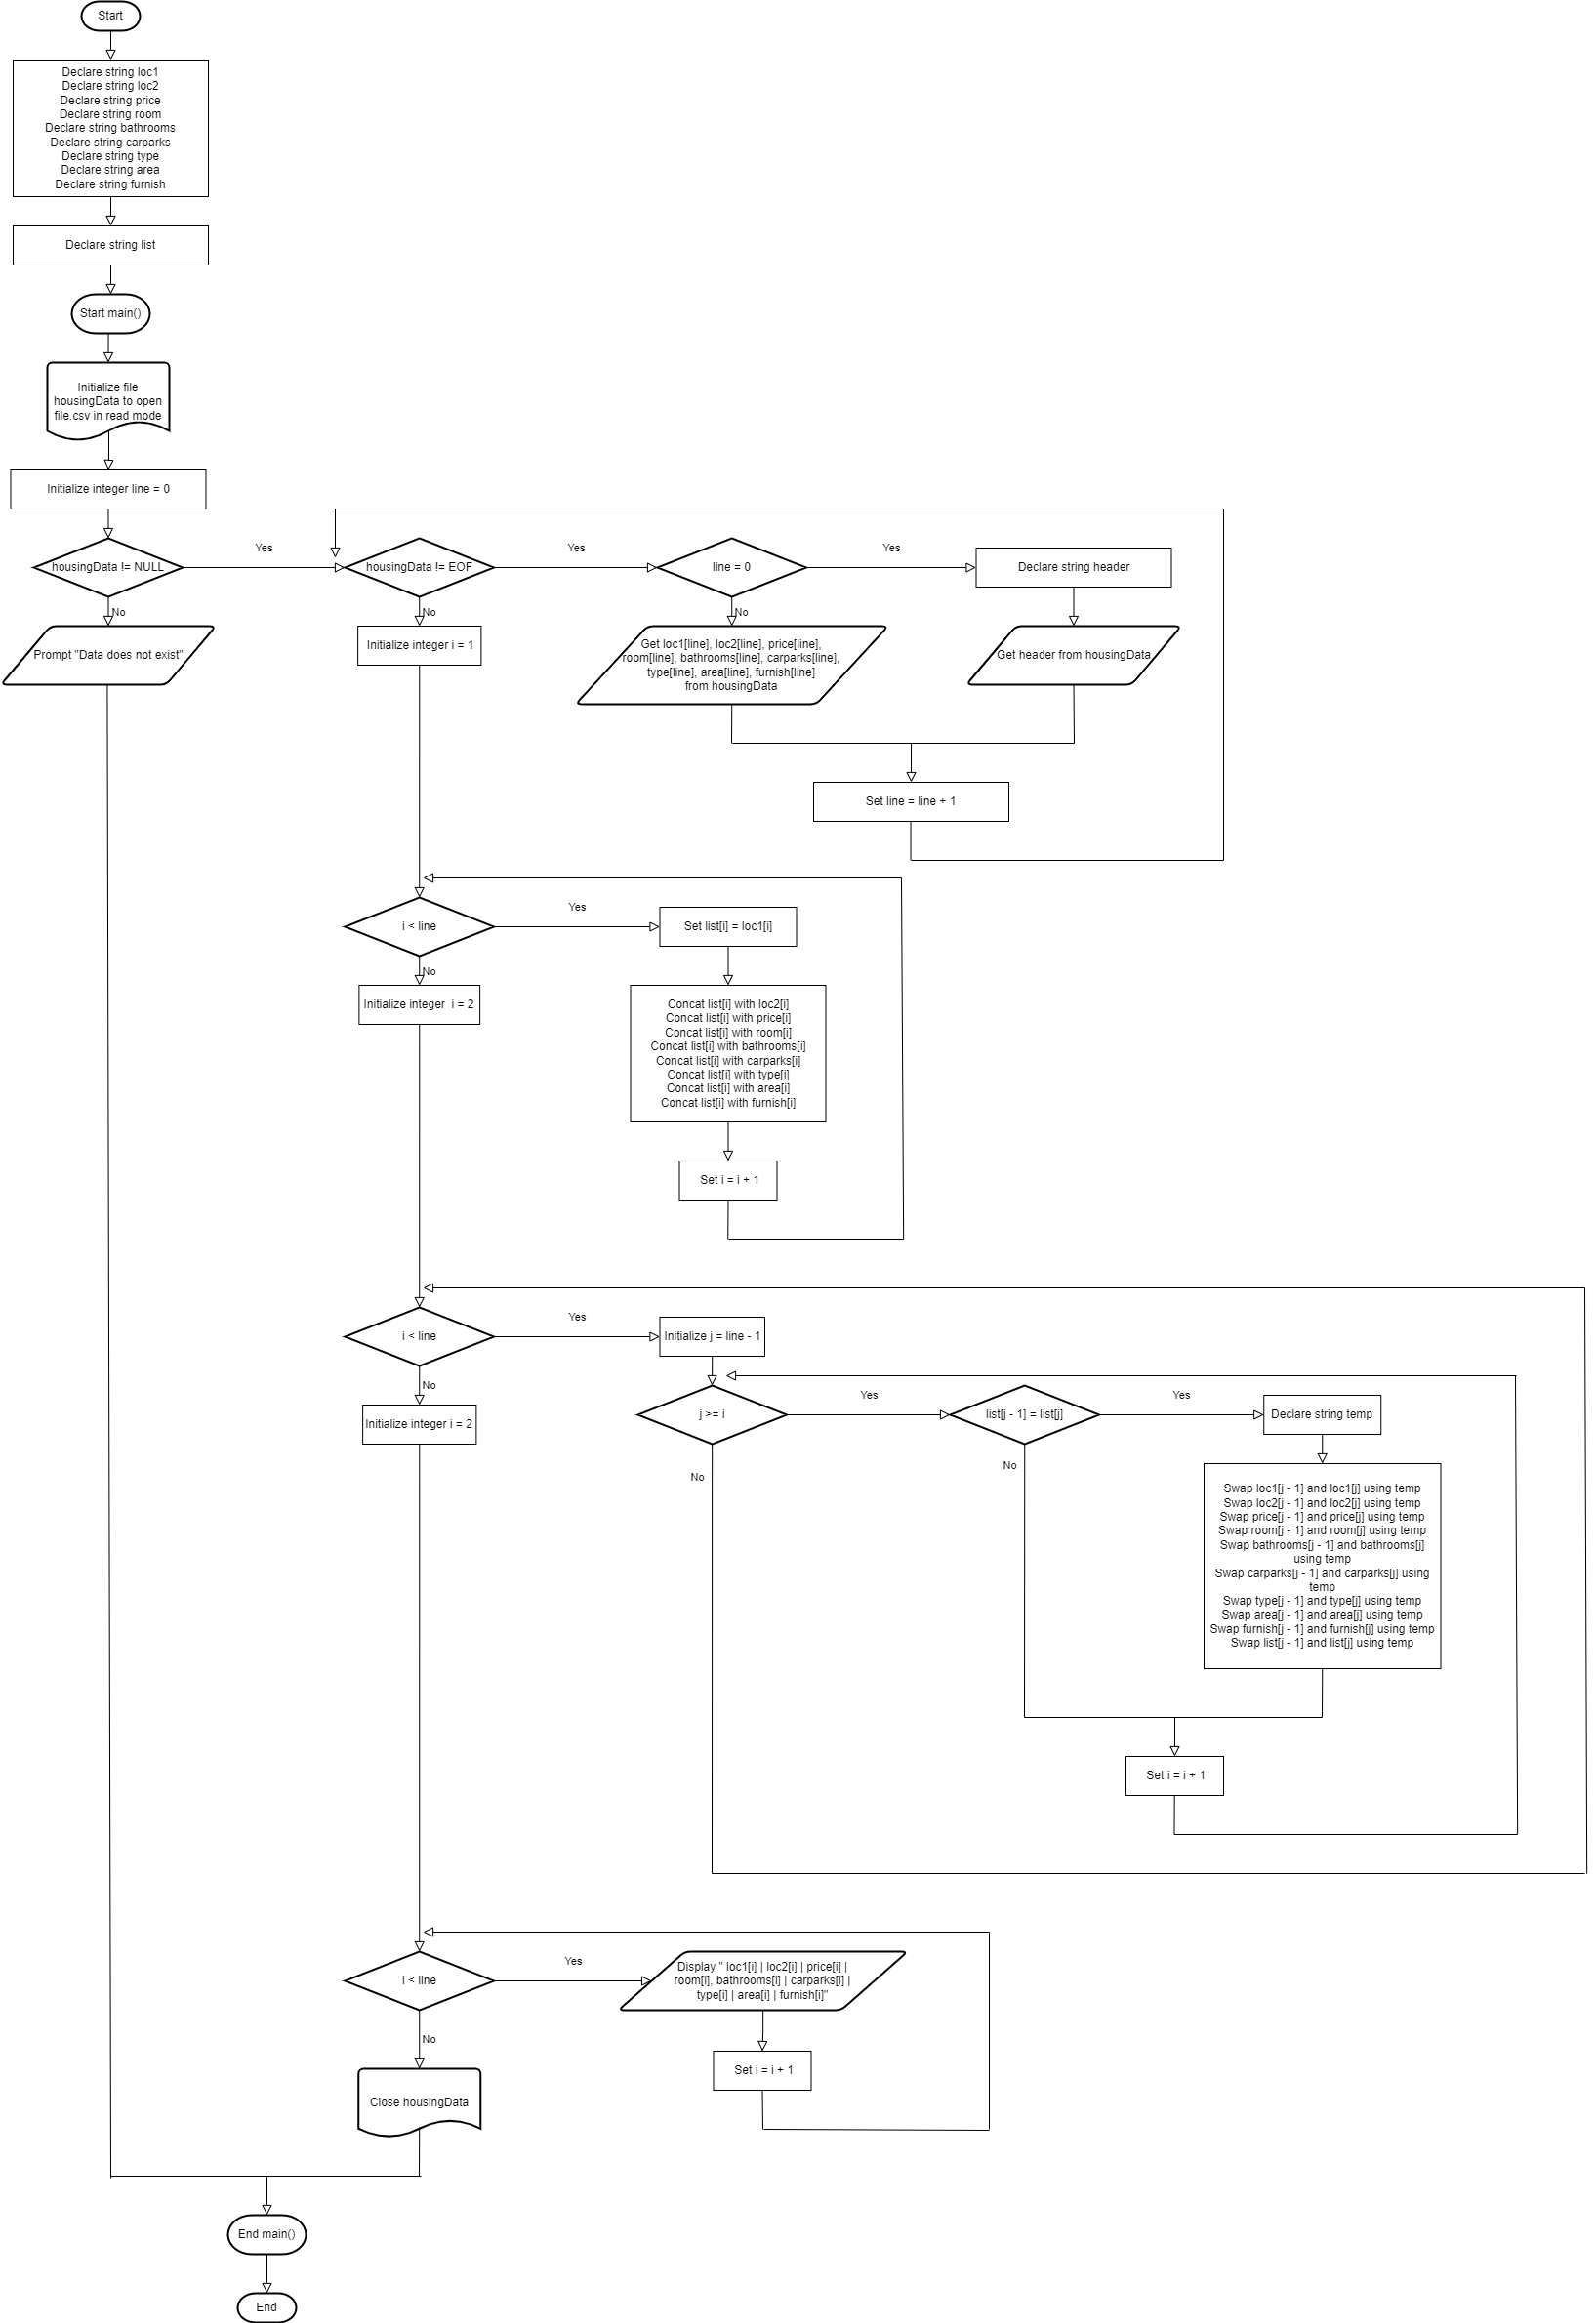 Start
Declare string loc1
Declare string loc2
Declare string price
Declare string room
Declare string bathrooms
Declare string carparks
Declare string type
Declare string area
Declare string furnish
Declare string list
Start main()
Initialize file
housingData to open
file.csv in read mode
Initialize integer line = 0
housingData != NULL
Yes
No
Prompt "Data does not exist"
housingData != EOF
Yes
No
line = 0
Yes
No
Declare string header
Get header from housingData
Get loc1[line], loc2[line], price[line],
room[line], bathrooms[line], carparks[line],
type[line], area[line], furnish[line]
from housingData
Set line = line + 1
Initialize integer i = 1
i < line
Yes
No
Set list[i] = loc1[i]
Concat list[i] with loc2[i]
Concat list[i] with price[i]
Concat list[i] with room[i]
Concat list[i] with bathrooms[i]
Concat list[i] with carparks[i]
Concat list[i] with type[i]
Concat list[i] with area[i]
Concat list[i] with furnish[i]
Set i = i + 1
Initialize integer  i = 2
i < line
Yes
No
Initialize j = line - 1
j >= i
Yes
No
list[j - 1] = list[j]
Yes
No
Declare string temp
Swap loc1[j - 1] and loc1[j] using temp
Swap loc2[j - 1] and loc2[j] using temp
Swap price[j - 1] and price[j] using temp
Swap room[j - 1] and room[j] using temp
Swap bathrooms[j - 1] and bathrooms[j]
using temp
Swap carparks[j - 1] and carparks[j] using
temp
Swap type[j - 1] and type[j] using temp
Swap area[j - 1] and area[j] using temp
Swap furnish[j - 1] and furnish[j] using temp
Swap list[j - 1] and list[j] using temp
Set i = i + 1
Initialize integer i = 2
i < line
Yes
No
Display " loc1[i] | loc2[i] | price[i] |
room[i], bathrooms[i] | carparks[i] |
type[i] | area[i] | furnish[i]"
Set i = i + 1
Close housingData
End main()
End